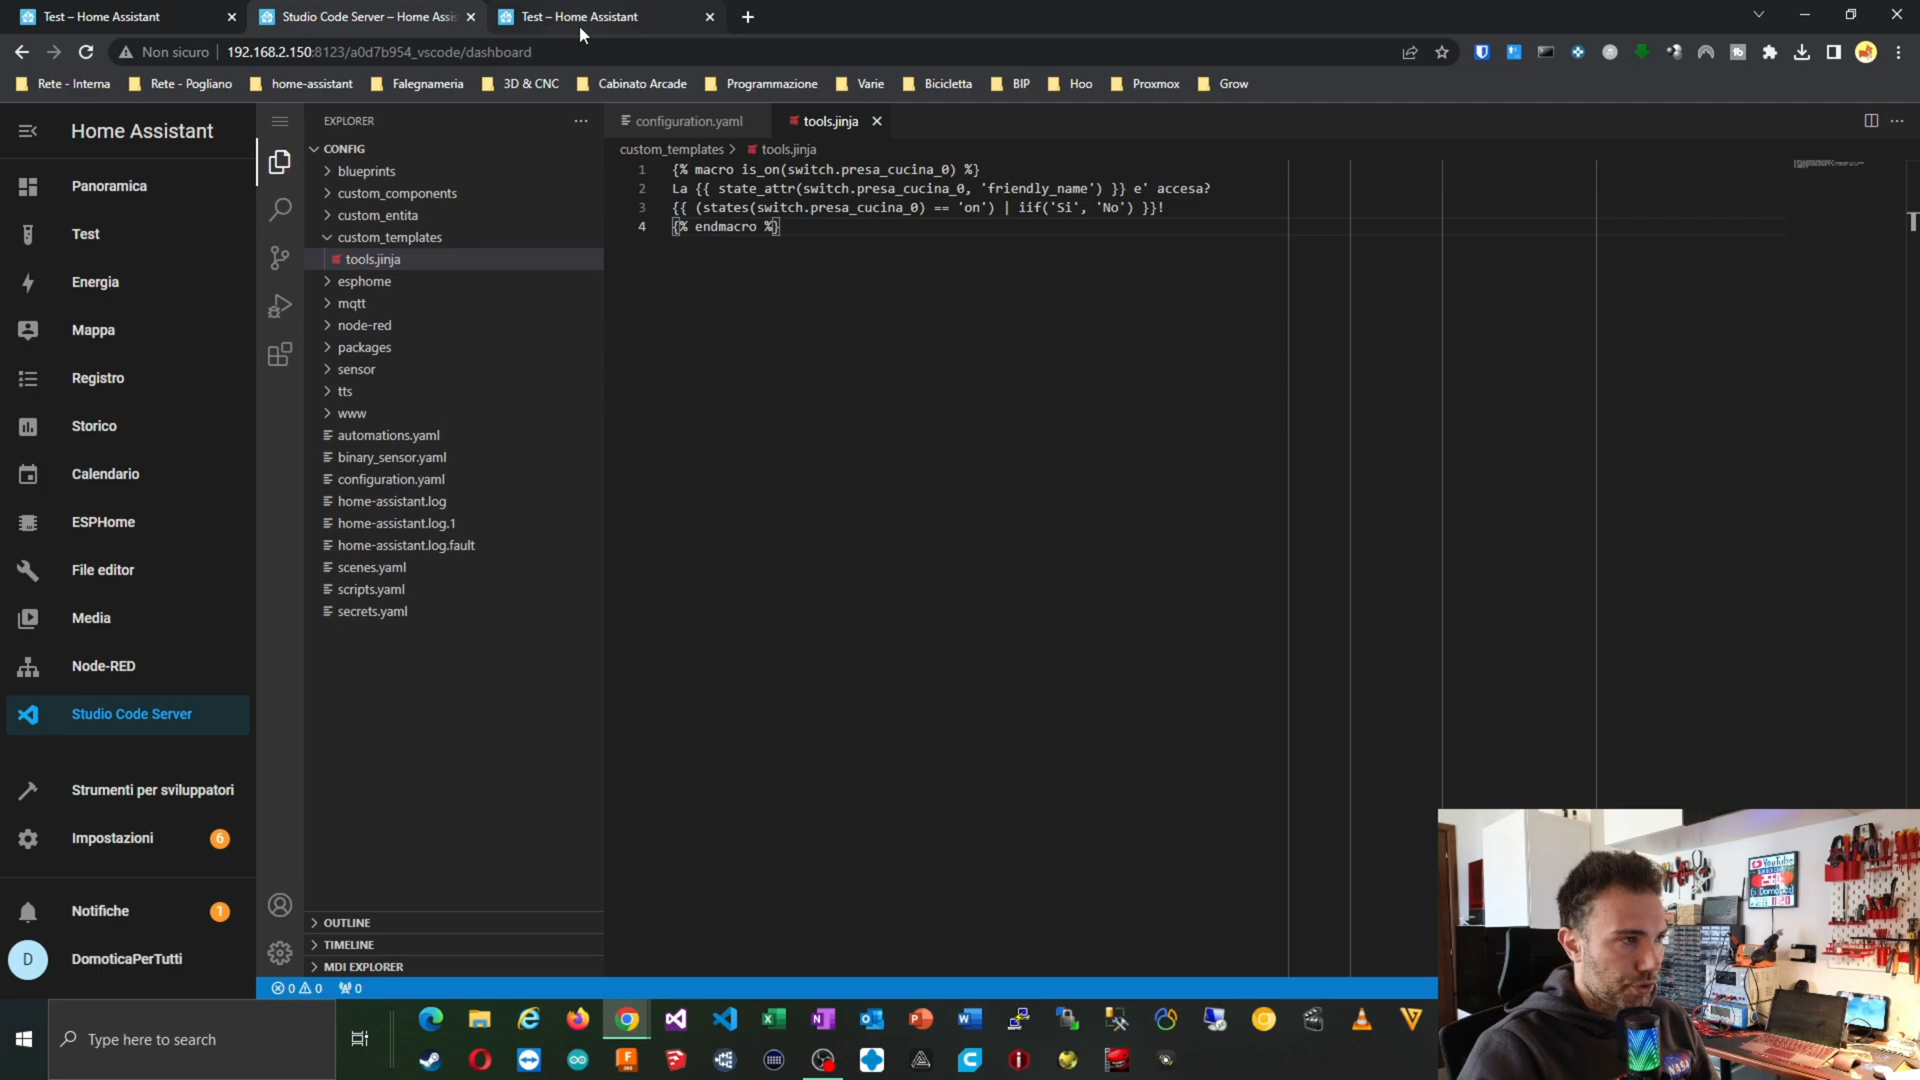 Test – Home Assistant
Studio Code Server – Home Assis
Test – Home Assistant
Non sicuro
192.168.2.150:8123/a0d7b954_vscode/dashboard
Rete - Interna
Rete - Pogliano
home-assistant
Falegnameria
3D & CNC
Cabinato Arcade
Programmazione
Varie
Bicicletta
BIP
Hoo
Proxmox
Grow
Home Assistant
Panoramica
Test
Energia
Mappa
Registro
Storico
Calendario
ESPHome
File editor
Media
Node-RED
Studio Code Server
Strumenti per sviluppatori
Impostazioni
6
Notifiche
1
D
DomoticaPerTutti
EXPLORER
CONFIG
blueprints
custom_components
custom_entita
custom_templates
tools.jinja
esphome
mqtt
node-red
packages
sensor
tts
www
automations.yaml
binary_sensor.yaml
configuration.yaml
home-assistant.log
home-assistant.log.1
home-assistant.log.fault
scenes.yaml
scripts.yaml
secrets.yaml
OUTLINE
TIMELINE
MDI EXPLORER
0 0 0
configuration.yaml
tools.jinja
custom_templates > tools.jinja
1 {% macro is_on(switch.presa_cucina_0) %}
2 La {{ state_attr(switch.presa_cucina_0, 'friendly_name') }} e' accesa?
3 {{ (states(switch.presa_cucina_0) == 'on') | iif('Si', 'No') }}!
4 {% endmacro %}
Type here to search
YouTube
NASA